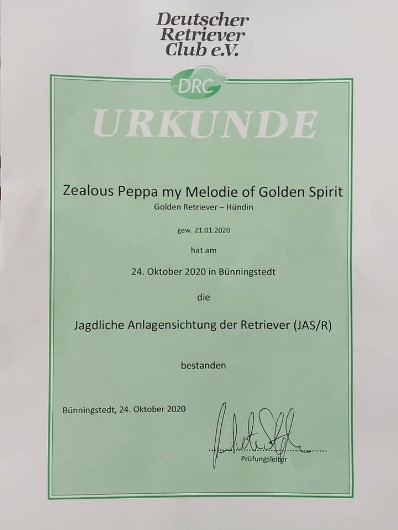 Deutscher
Retriever
Club e.V.
DRC
URKUNDE
Zealous Peppa my Melodie of Golden Spirit
Golden Retriever – Hündin
gew. 21.01.2020
hat am
24. Oktober 2020 in Bünningstedt
die
Jagdliche Anlagensichtung der Retriever (JAS/R)
bestanden
Bünningstedt, 24. Oktober 2020
Prüfungsleiter